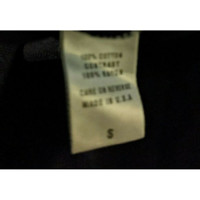 100% COTTON
CONTRAST
100% RAYON
CARE ON REVERSE
MADE IN U.S.A
S